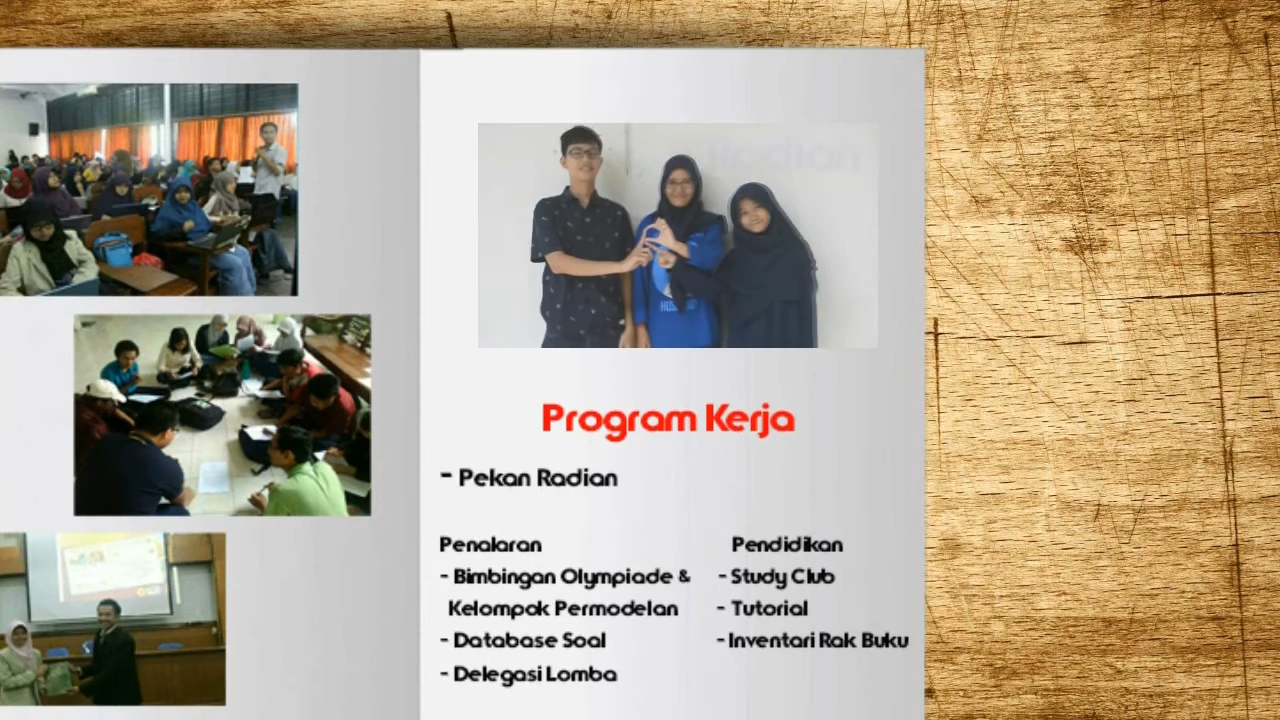 Radian
Program Kerja
- Pekan Radian
Penalaran
- Bimbingan Olympiade &
Kelompok Permodelan
- Database Soal
- Delegasi Lomba
Pendidikan
- Study Club
- Tutorial
- Inventari Rak Buku